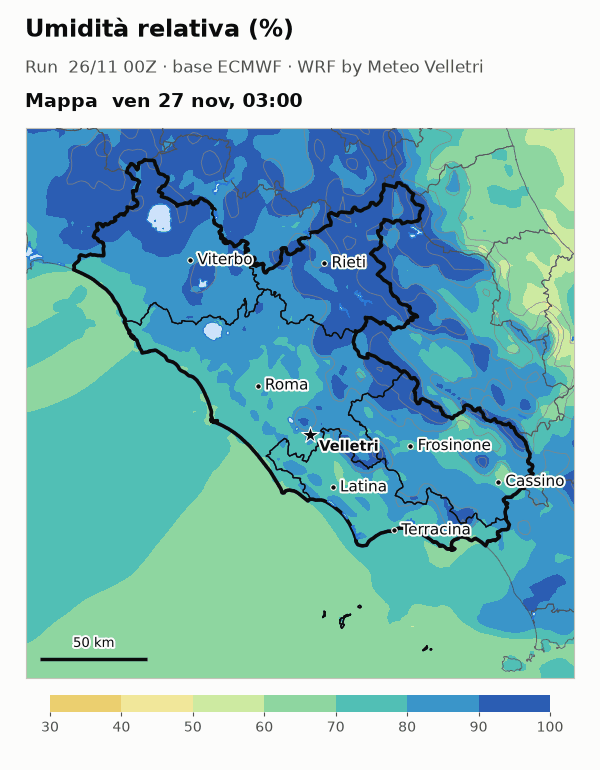 Umidità relativa (%)
Run  26/11 00Z · base ECMWF · WRF by Meteo Velletri
Mappa  ven 27 nov, 03:00
Viterbo
Rieti
Roma
Velletri
Frosinone
Cassino
Latina
Terracina
50 km
30 40 50 60 70 80 90 100